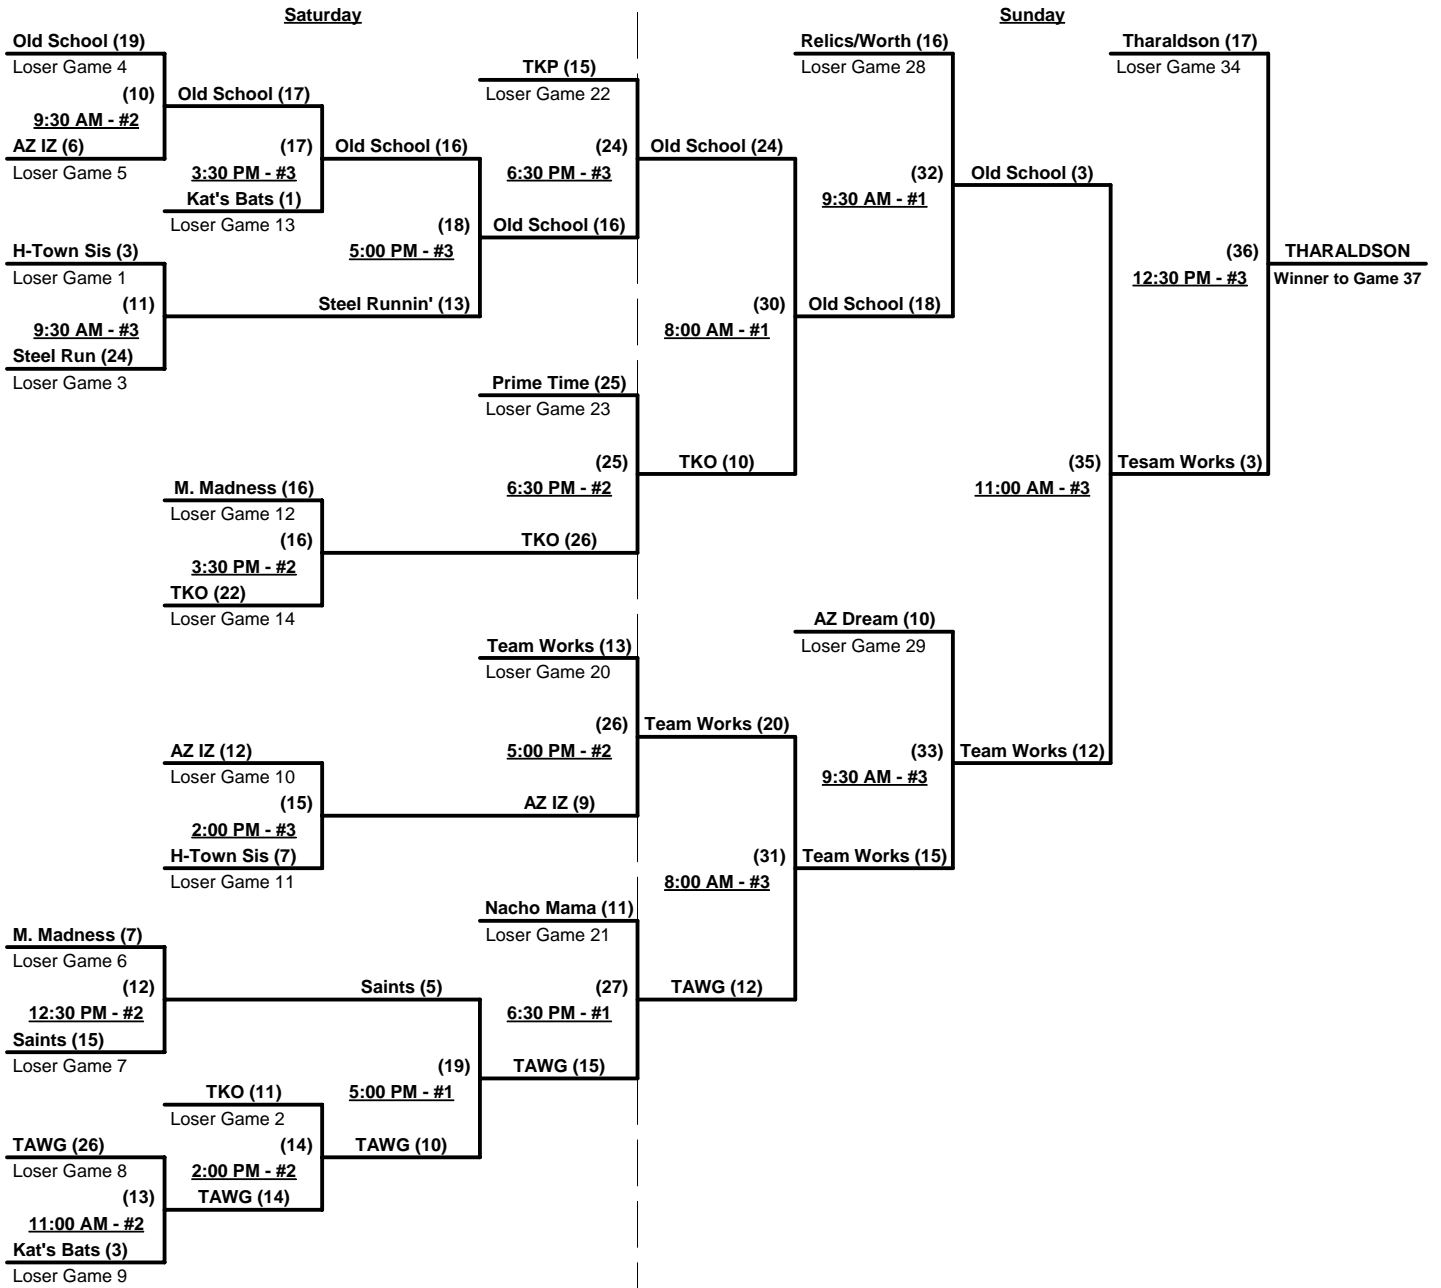 Saturday
Sunday
Old School (19)
Loser Game 4
(10)
9:30 AM - #2
AZ IZ (6)
Loser Game 5
H-Town Sis (3)
Loser Game 1
(11)
9:30 AM - #3
Steel Run (24)
Loser Game 3
M. Madness (7)
Loser Game 6
(12)
12:30 PM - #2
Saints (15)
Loser Game 7
TAWG (26)
Loser Game 8
(13)
11:00 AM - #2
Kat's Bats (3)
Loser Game 9
Old School (17)
(17)
3:30 PM - #3
Kat's Bats (1)
Loser Game 13
M. Madness (16)
Loser Game 12
(16)
3:30 PM - #2
TKO (22)
Loser Game 14
AZ IZ (12)
Loser Game 10
(15)
2:00 PM - #3
H-Town Sis (7)
Loser Game 11
TKO (11)
Loser Game 2
(14)
2:00 PM - #2
TAWG (14)
Old School (16)
(18)
5:00 PM - #3
Steel Runnin' (13)
Saints (5)
(19)
5:00 PM - #1
TAWG (10)
TKP (15)
Loser Game 22
(24)
6:30 PM - #3
Old School (16)
Prime Time (25)
Loser Game 23
(25)
6:30 PM - #2
TKO (26)
Team Works (13)
Loser Game 20
(26)
5:00 PM - #2
AZ IZ (9)
Nacho Mama (11)
Loser Game 21
(27)
6:30 PM - #1
TAWG (15)
Old School (24)
(30)
8:00 AM - #1
TKO (10)
Team Works (20)
(31)
8:00 AM - #3
TAWG (12)
Relics/Worth (16)
Loser Game 28
(32)
9:30 AM - #1
Old School (18)
AZ Dream (10)
Loser Game 29
(33)
9:30 AM - #3
Team Works (15)
Old School (3)
(35)
11:00 AM - #3
Team Works (12)
Tharaldson (17)
Loser Game 34
(36)
12:30 PM - #3
Tesam Works (3)
THARALDSON
Winner to Game 37